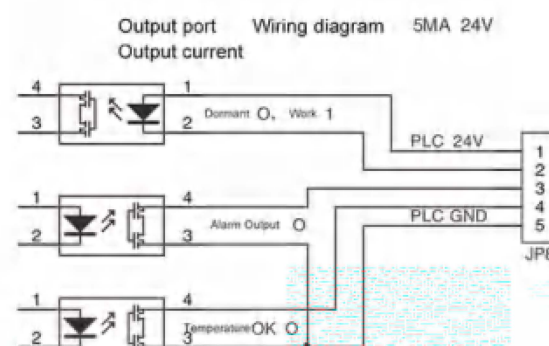 Output port Wiring diagram 5MA 24V
Output current
4 1
Dormant O, Work 1
3 2
PLC 24V
1
2
3
4
5
1 4
Alarm Output O
PLC GND
2 3
JP8
1 4
Temperature OK O
2 3